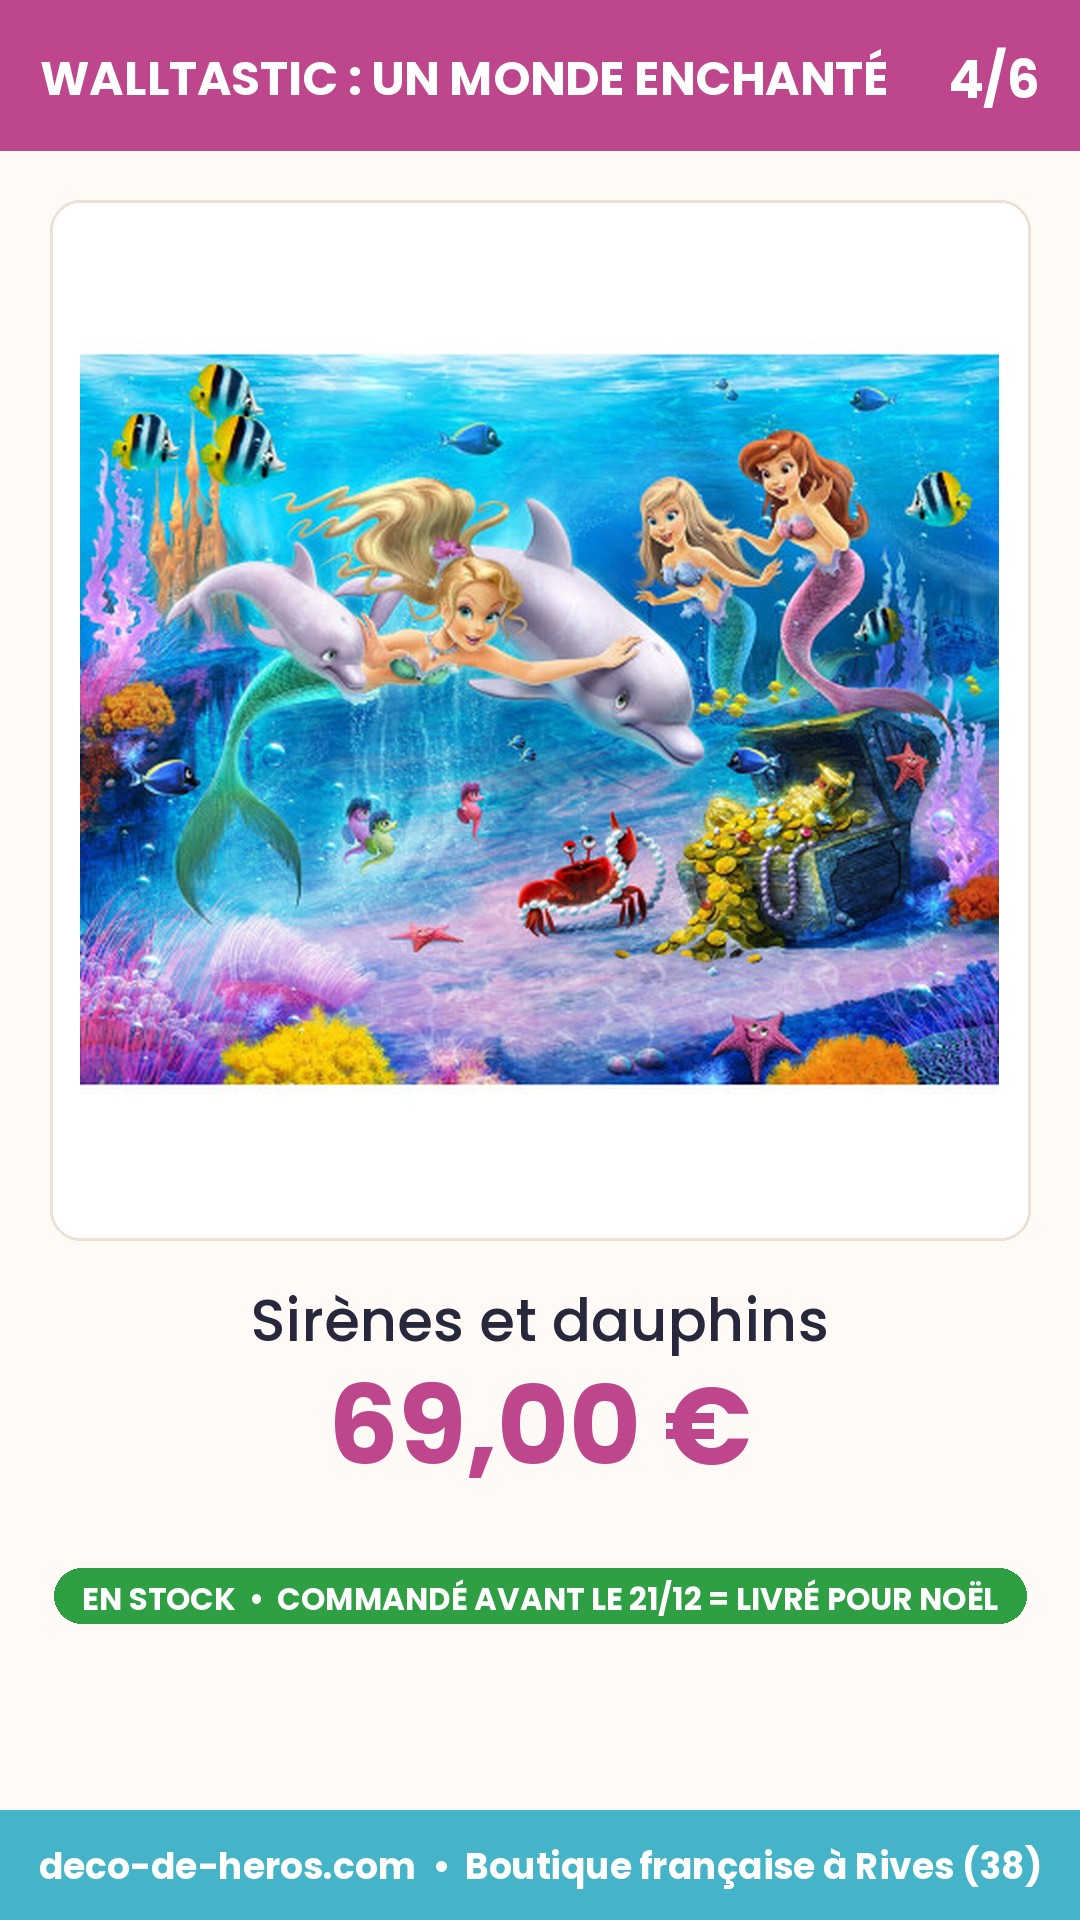 WALLTASTIC : UN MONDE ENCHANTÉ 4/6
Sirènes et dauphins
69,00 €
EN STOCK • COMMANDÉ AVANT LE 21/12 = LIVRÉ POUR NOËL
deco-de-heros.com • Boutique française à Rives (38)